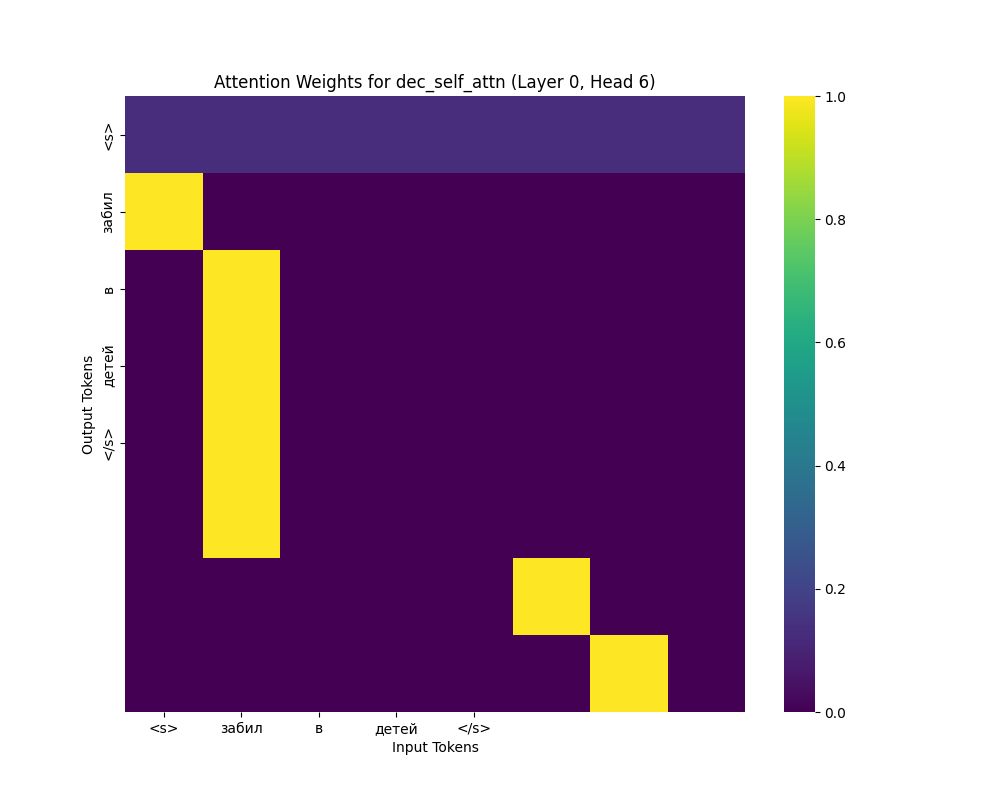 Attention Weights for dec_self_attn (Layer 0, Head 6)
Output Tokens
<s>
забил
в
детей
</s>
<s> забил в детей </s>
Input Tokens
1.0
0.8
0.6
0.4
0.2
0.0